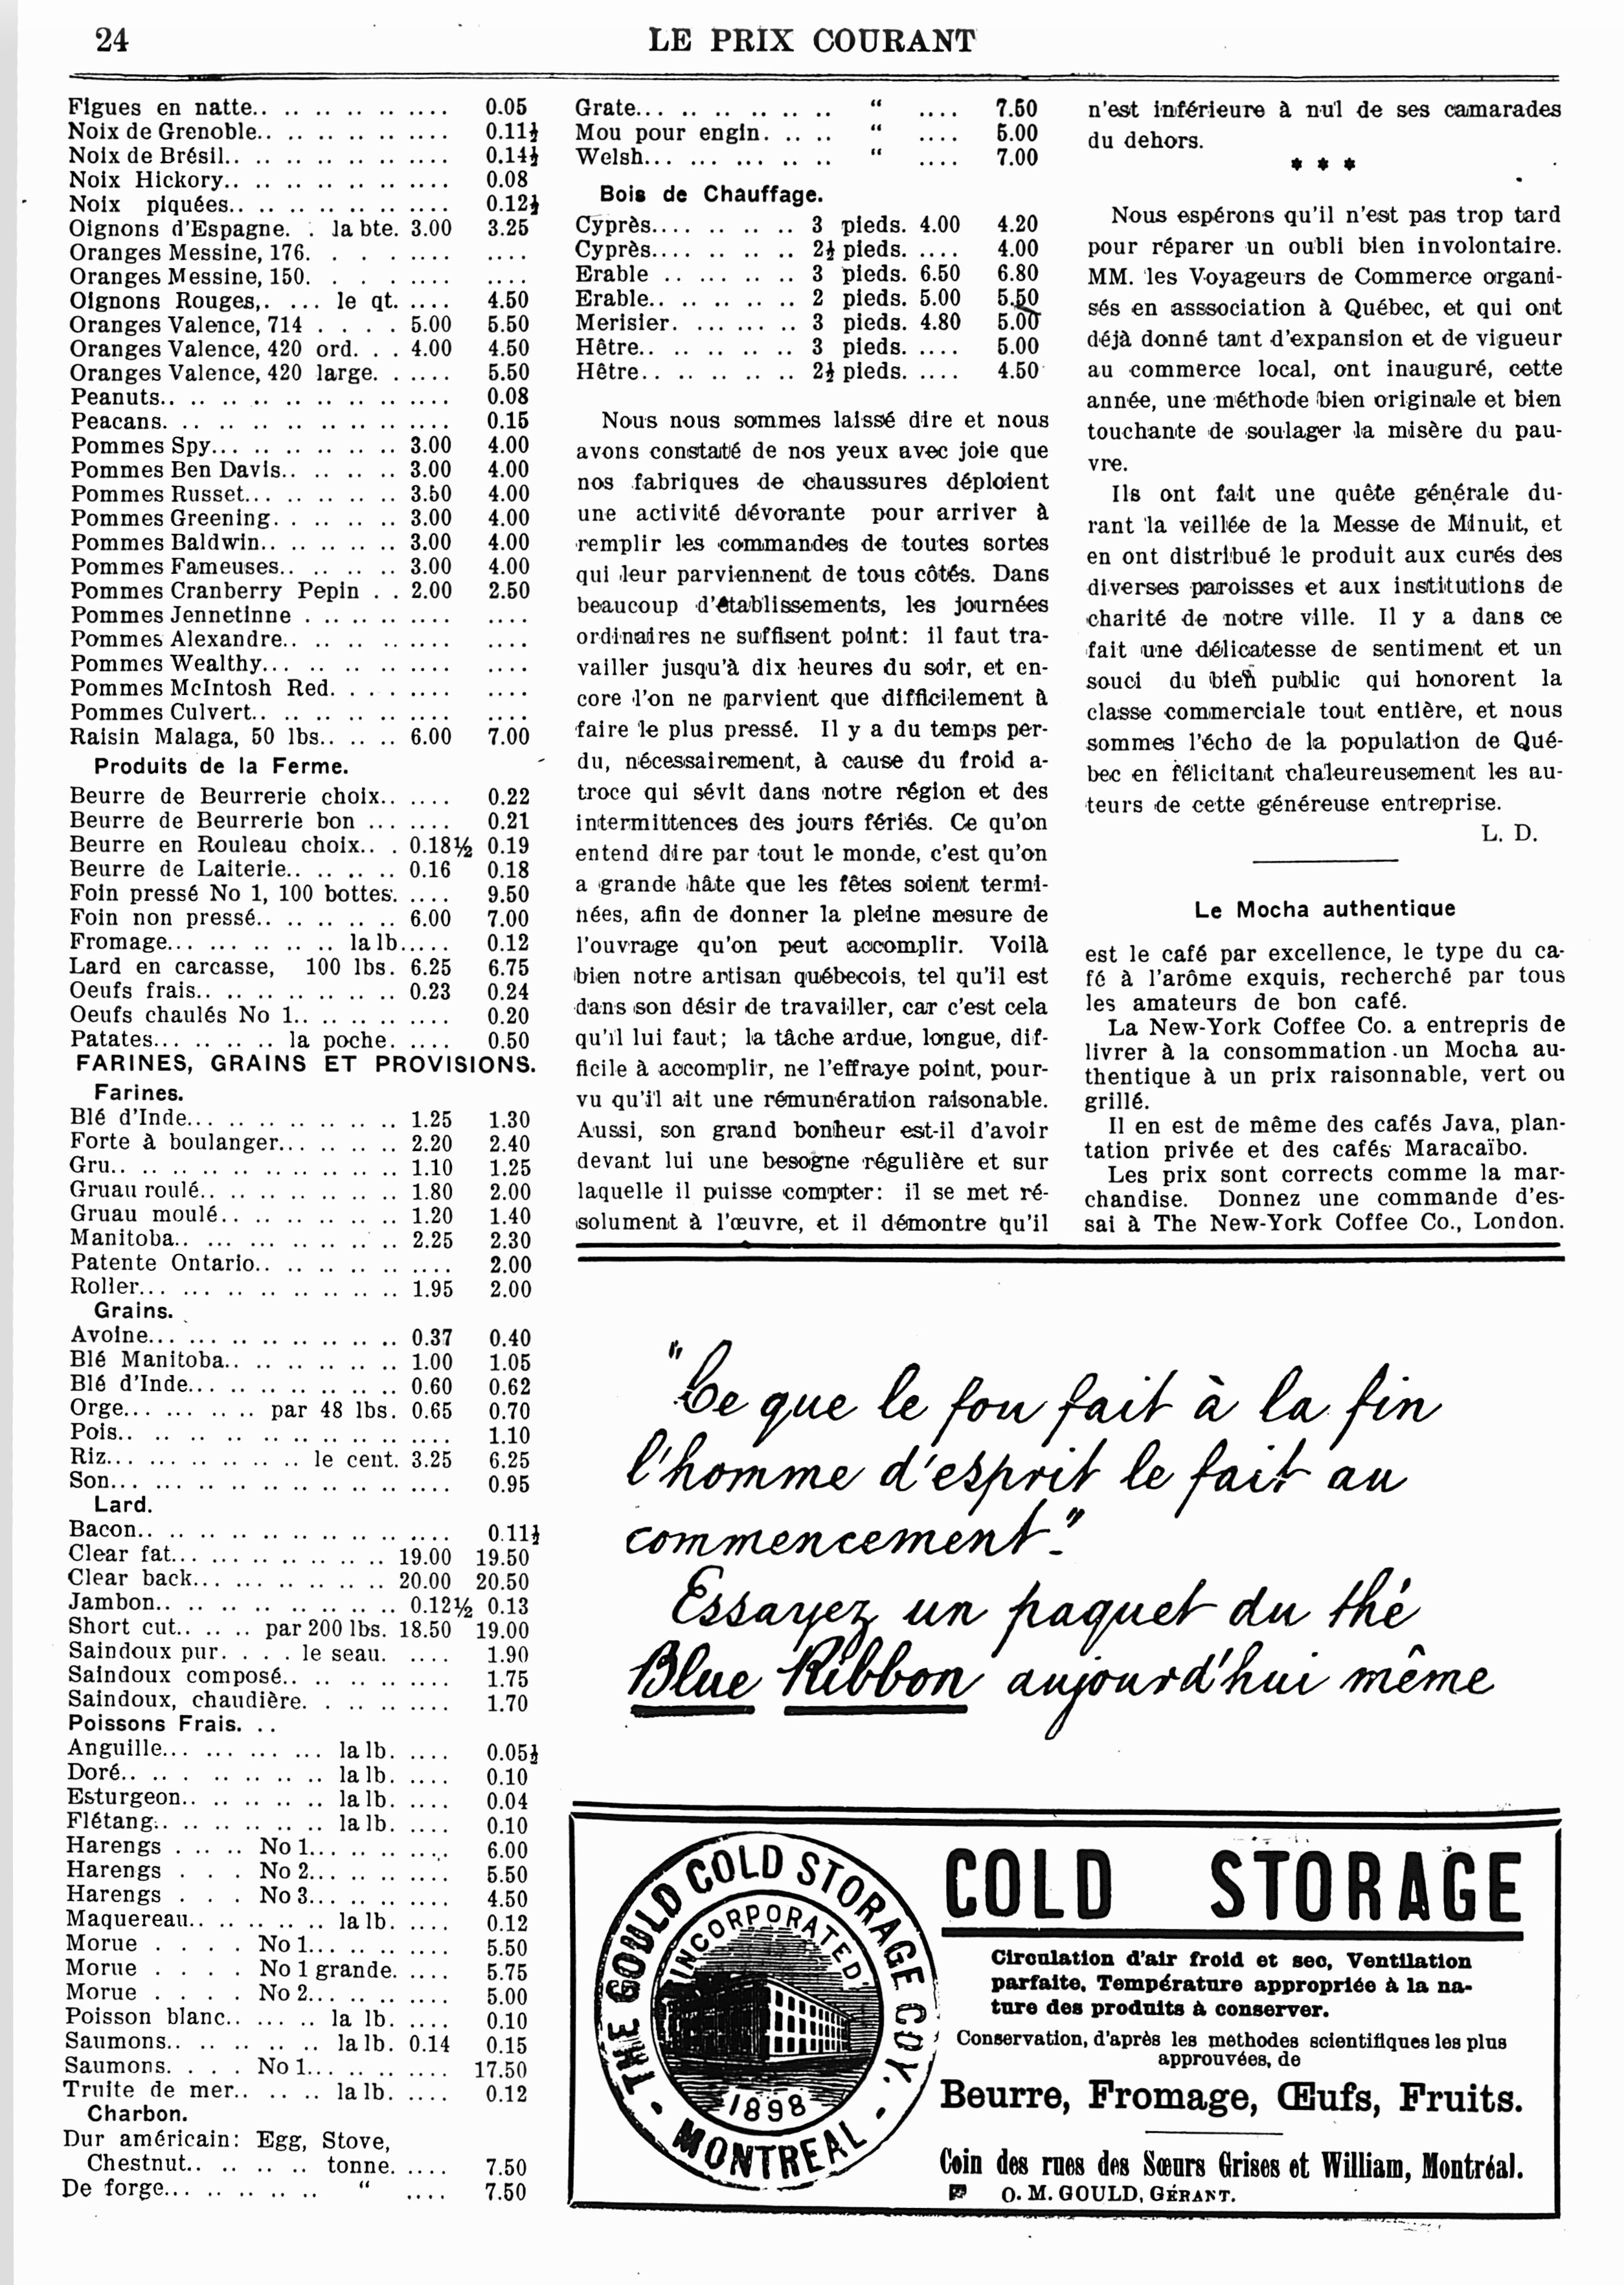 24
LE PRIX COURANT
Figues en natte.. .. .. .. .. .... 0.05
Noix de Grenoble.. .. .. .. .. .... 0.11½
Noix de Brésil.. .. .. .. .. .. .... 0.14½
Noix Hickory.. .. .. .. .. .. .... 0.08
Noix piquées.. .. .. .. .. .. .... 0.12½
Oignons d'Espagne. . la bte. 3.00 3.25
Oranges Messine, 176. . . . .... ....
Oranges Messine, 150. . . . .... ....
Oignons Rouges,. ... le qt. .... 4.50
Oranges Valence, 714 . . . . 5.00 5.50
Oranges Valence, 420 ord. . . 4.00 4.50
Oranges Valence, 420 large. . .... 5.50
Peanuts.. .. .. .. .. .. .. .. .... 0.08
Peacans. .. .. .. .. .. .. .. .... 0.15
Pommes Spy... .. .. .. .. .. 3.00 4.00
Pommes Ben Davis.. .. .. .. 3.00 4.00
Pommes Russet... .. .. .. .. 3.50 4.00
Pommes Greening. .. .. .. .. 3.00 4.00
Pommes Baldwin.. .. .. .. .. 3.00 4.00
Pommes Fameuses.. .. .. .. 3.00 4.00
Pommes Cranberry Pepin . . 2.00 2.50
Pommes Jennetinne . .. .. .. .... ....
Pommes Alexandre.. .. .. .. .... ....
Pommes Wealthy... .. .. .. .... ....
Pommes McIntosh Red. . . . .... ....
Pommes Culvert.. .. .. .. .. .... ....
Raisin Malaga, 50 lbs.. .. .. 6.00 7.00
Produits de la Ferme.
Beurre de Beurrerie choix.. .. .... 0.22
Beurre de Beurrerie bon ... .. .... 0.21
Beurre en Rouleau choix.. . 0.18½ 0.19
Beurre de Laiterie.. .. .. .. 0.16 0.18
Foin pressé No 1, 100 bottes. .... 9.50
Foin non pressé.. .. .. .. .. 6.00 7.00
Fromage... ... .. .. .. la lb..... 0.12
Lard en carcasse, 100 lbs. 6.25 6.75
Oeufs frais.. .. .. .. .. .. .. 0.23 0.24
Oeufs chaulés No 1.. .. .. .. .... 0.20
Patates... .. .. .. la poche. .... 0.50
FARINES, GRAINS ET PROVISIONS.
Farines.
Blé d'Inde... .. .. .. .. .. .. 1.25 1.30
Forte à boulanger... .. .. .. 2.20 2.40
Gru.. .. .. .. .. .. .. .. .. .. 1.10 1.25
Gruau roulé.. .. .. .. .. .. .. 1.80 2.00
Gruau moulé.. .. .. .. .. .. 1.20 1.40
Manitoba.. ... ... .. .. .. .. 2.25 2.30
Patente Ontario.. .. .. .. .. .... 2.00
Roller... ... .. .. .. .. .. .. 1.95 2.00
Grains.
Avoine... ... .. .. .. .. .. .. 0.37 0.40
Blé Manitoba.. .. .. .. .. .. 1.00 1.05
Blé d'Inde... .. .. .. .. .. .. 0.60 0.62
Orge... ... .. .. par 48 lbs. 0.65 0.70
Pois.. .. .. .. .. .. .. .. .. .... 1.10
Riz... ... .. .. .. .. le cent. 3.25 6.25
Son... ... .. .. .. .. .. .. .. .... 0.95
Lard.
Bacon.. .. .. .. .. .. .. .. .. .... 0.11½
Clear fat... ... .. .. .. .. .. 19.00 19.50
Clear back... ... .. .. .. .. 20.00 20.50
Jambon.. .. .. .. .. .. .. .. 0.12½ 0.13
Short cut.. .. .. par 200 lbs. 18.50 19.00
Saindoux pur. . . . le seau. .... 1.90
Saindoux composé.. .. .. .. .... 1.75
Saindoux, chaudière. . .. .. .... 1.70
Poissons Frais. . .
Anguille... ... ... ... la lb. .... 0.05½
Doré.. .. . .. .. .. .. la lb. .... 0.10
Esturgeon.. .. .. .. .. la lb. .... 0.04
Flétang.. .. .. .. .. .. la lb. .... 0.10
Harengs . .. .. No 1... .. .. .... 6.00
Harengs . . . No 2... .. .. .... 5.50
Harengs . . . No 3... .. .. .... 4.50
Maquereau.. .. .. .. .. la lb. .... 0.12
Morue . . . . No 1... .. .. .... 5.50
Morue . . . . No 1 grande. .... 5.75
Morue . . . . No 2... .. .. .... 5.00
Poisson blanc.. ... .. la lb. .... 0.10
Saumons.. .. .. .. .. la lb. 0.14 0.15
Saumons. . . . No 1... .. .. .... 17.50
Truite de mer.. .. .. .. la lb. .... 0.12
Charbon.
Dur américain: Egg, Stove,
Chestnut.. .. .. .. tonne. .... 7.50
De forge... .. .. .. .. " .... 7.50
Grate... .. .. .. .. .. " .... 7.50
Mou pour engin. .. .. " .... 5.00
Welsh... ... ... .. .. " .... 7.00
Bois de Chauffage.
Cyprès.... .. .. .. 3 pieds. 4.00 4.20
Cyprès.... .. .. .. 2½ pieds. .... 4.00
Erable .. ... .. .. 3 pieds. 6.50 6.80
Erable.. .. .. .. .. 2 pieds. 5.00 5.50
Merisier. ... ... .. 3 pieds. 4.80 5.00
Hêtre.. .. .. .. .. 3 pieds. .... 5.00
Hêtre.. .. .. .. .. 2½ pieds. .... 4.50
Nous nous sommes laissé dire et nous
avons constaté de nos yeux avec joie que
nos fabriques de chaussures déploient
une activité dévorante pour arriver à
remplir les commandes de toutes sortes
qui leur parviennent de tous côtés. Dans
beaucoup d'établissements, les journées
ordinaires ne suffisent point: il faut tra-
vailler jusqu'à dix heures du soir, et en-
core l'on ne parvient que difficilement à
faire le plus pressé. Il y a du temps per-
du, nécessairement, à cause du froid a-
troce qui sévit dans notre région et des
intermittences des jours fériés. Ce qu'on
entend dire par tout le monde, c'est qu'on
a grande hâte que les fêtes soient termi-
nées, afin de donner la pleine mesure de
l'ouvrage qu'on peut accomplir. Voilà
bien notre artisan québecois, tel qu'il est
dans son désir de travailler, car c'est cela
qu'il lui faut; la tâche ardue, longue, dif-
ficile à accomplir, ne l'effraye point, pour-
vu qu'il ait une rémunération raisonable.
Aussi, son grand bonheur est-il d'avoir
devant lui une besogne régulière et sur
laquelle il puisse compter: il se met ré-
solument à l'œuvre, et il démontre qu'il
n'est inférieure à nul de ses camarades
du dehors.
* * *
Nous espérons qu'il n'est pas trop tard
pour réparer un oubli bien involontaire.
MM. les Voyageurs de Commerce organi-
sés en asssociation à Québec, et qui ont
déjà donné tant d'expansion et de vigueur
au commerce local, ont inauguré, cette
année, une méthode bien originale et bien
touchante de soulager la misère du pau-
vre.
Ils ont fait une quête générale du-
rant la veillée de la Messe de Minuit, et
en ont distribué le produit aux curés des
diverses paroisses et aux institutions de
charité de notre ville. Il y a dans ce
fait une délicatesse de sentiment et un
souci du bien public qui honorent la
classe commerciale tout entière, et nous
sommes l'écho de la population de Qué-
bec en félicitant chaleureusement les au-
teurs de cette généreuse entreprise.
L. D.
Le Mocha authentique
est le café par excellence, le type du ca-
fé à l'arôme exquis, recherché par tous
les amateurs de bon café.
La New-York Coffee Co. a entrepris de
livrer à la consommation un Mocha au-
thentique à un prix raisonnable, vert ou
grillé.
Il en est de même des cafés Java, plan-
tation privée et des cafés Maracaïbo.
Les prix sont corrects comme la mar-
chandise. Donnez une commande d'es-
sai à The New-York Coffee Co., London.
"Ce que le fou fait à la fin
l'homme d'esprit le fait au
commencement."
Essayez un paquet du thé
Blue Ribbon aujourd'hui même
THE GOULD COLD STORAGE COY.
INCORPORATED
1898
- MONTREAL -
COLD STORAGE
Circulation d'air froid et sec, Ventilation
parfaite, Température appropriée à la na-
ture des produits à conserver.
Conservation, d'après les méthodes scientifiques les plus
approuvées, de
Beurre, Fromage, Œufs, Fruits.
Coin des rues des Sœurs Grises et William, Montréal.
O. M. GOULD, GÉRANT.